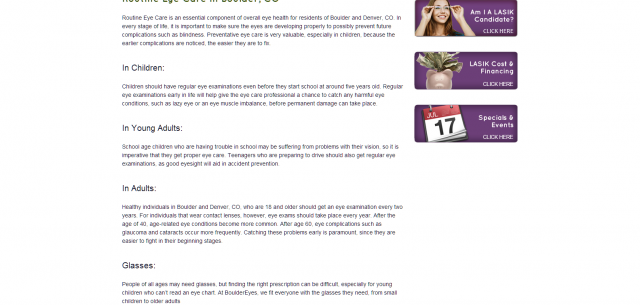 Routine Eye Care in Boulder, CO
Routine Eye Care is an essential component of overall eye health for residents of Boulder and Denver, CO. In
every stage of life, it is important to make sure the eyes are developing properly to possibly prevent future
complications such as blindness. Preventative eye care is very valuable, especially in children, because the
earlier complications are noticed, the easier they are to fix.
In Children:
Children should have regular eye examinations even before they start school at around five years old. Regular
eye examinations early in life will help give the eye care professional a chance to catch any harmful eye
conditions, such as lazy eye or an eye muscle imbalance, before permanent damage can take place.
In Young Adults:
School age children who are having trouble in school may be suffering from problems with their vision, so it is
imperative that they get proper eye care. Teenagers who are preparing to drive should also get regular eye
examinations, as good eyesight will aid in accident prevention.
In Adults:
Healthy individuals in Boulder and Denver, CO, who are 18 and older should get an eye examination every two
years. For individuals that wear contact lenses, however, eye exams should take place every year. After the
age of 40, age-related eye conditions become more common. After age 60, eye complications such as
glaucoma and cataracts occur more frequently. Catching these problems early is paramount, since they are
easier to fight in their beginning stages.
Glasses:
People of all ages may need glasses, but finding the right prescription can be difficult, especially for young
children who can't read an eye chart. At BoulderEyes, we fit everyone with the glasses they need, from small
children to older adults.
Am I A LASIK
Candidate?
CLICK HERE
LASIK Cost &
Financing
CLICK HERE
JUL
17
Specials &
Events
CLICK HERE